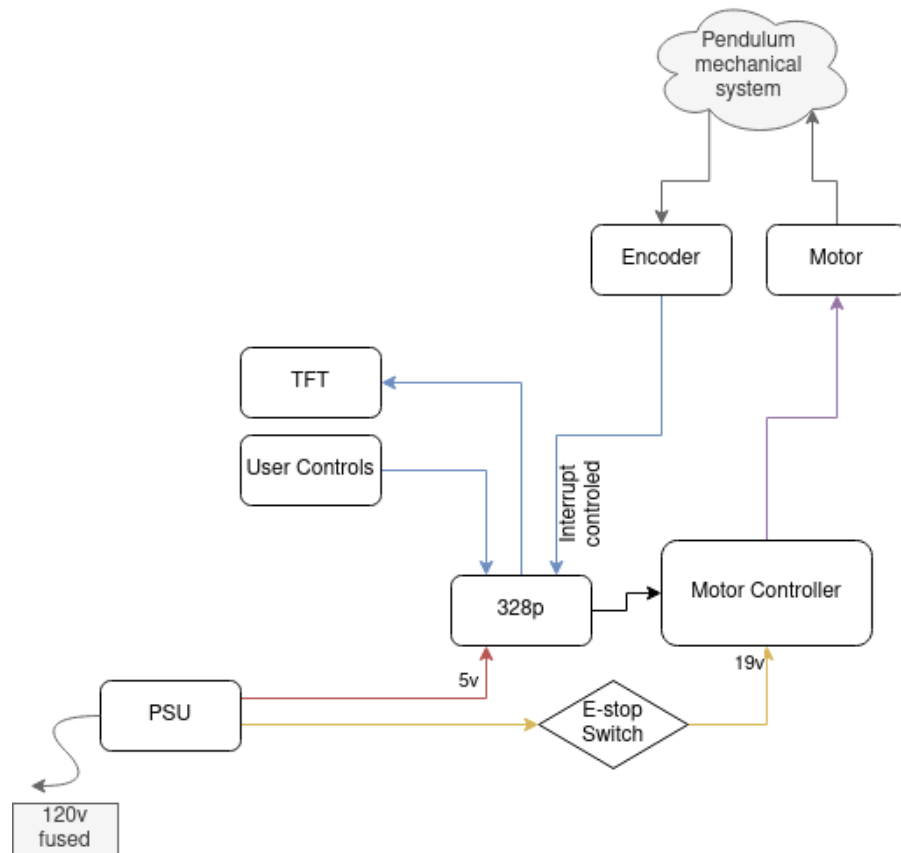 Pendulum
mechanical
system
Encoder
Motor
TFT
User Controls
Interrupt
controled
328p
Motor Controller
5v
19v
PSU
E-stop
Switch
120v
fused